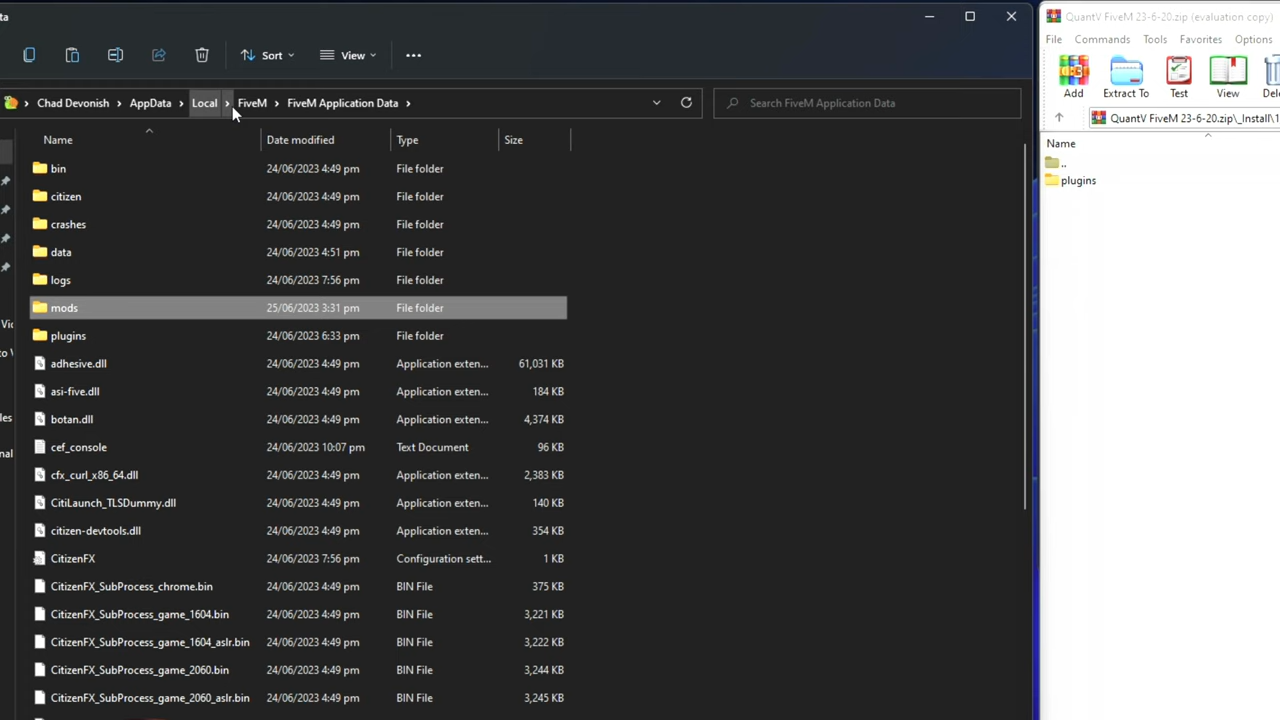 ta
Sort
View
Chad Devonish > AppData > Local > FiveM > FiveM Application Data >
Search FiveM Application Data
Name Date modified Type Size
bin 24/06/2023 4:49 pm File folder
citizen 24/06/2023 4:49 pm File folder
crashes 24/06/2023 4:49 pm File folder
data 24/06/2023 4:51 pm File folder
logs 24/06/2023 7:56 pm File folder
mods 25/06/2023 3:31 pm File folder
plugins 24/06/2023 6:33 pm File folder
adhesive.dll 24/06/2023 4:49 pm Application exten... 61,031 KB
asi-five.dll 24/06/2023 4:49 pm Application exten... 184 KB
botan.dll 24/06/2023 4:49 pm Application exten... 4,374 KB
cef_console 24/06/2023 10:07 pm Text Document 96 KB
cfx_curl_x86_64.dll 24/06/2023 4:49 pm Application exten... 2,383 KB
CitiLaunch_TLSDummy.dll 24/06/2023 4:49 pm Application exten... 140 KB
citizen-devtools.dll 24/06/2023 4:49 pm Application exten... 354 KB
CitizenFX 24/06/2023 7:56 pm Configuration sett... 1 KB
CitizenFX_SubProcess_chrome.bin 24/06/2023 4:49 pm BIN File 375 KB
CitizenFX_SubProcess_game_1604.bin 24/06/2023 4:49 pm BIN File 3,221 KB
CitizenFX_SubProcess_game_1604_aslr.bin 24/06/2023 4:49 pm BIN File 3,222 KB
CitizenFX_SubProcess_game_2060.bin 24/06/2023 4:49 pm BIN File 3,244 KB
CitizenFX_SubProcess_game_2060_aslr.bin 24/06/2023 4:49 pm BIN File 3,245 KB
QuantV FiveM 23-6-20.zip (evaluation copy)
File Commands Tools Favorites Options
Add Extract To Test View Dele
QuantV FiveM 23-6-20.zip\_Install\1
Name
..
plugins